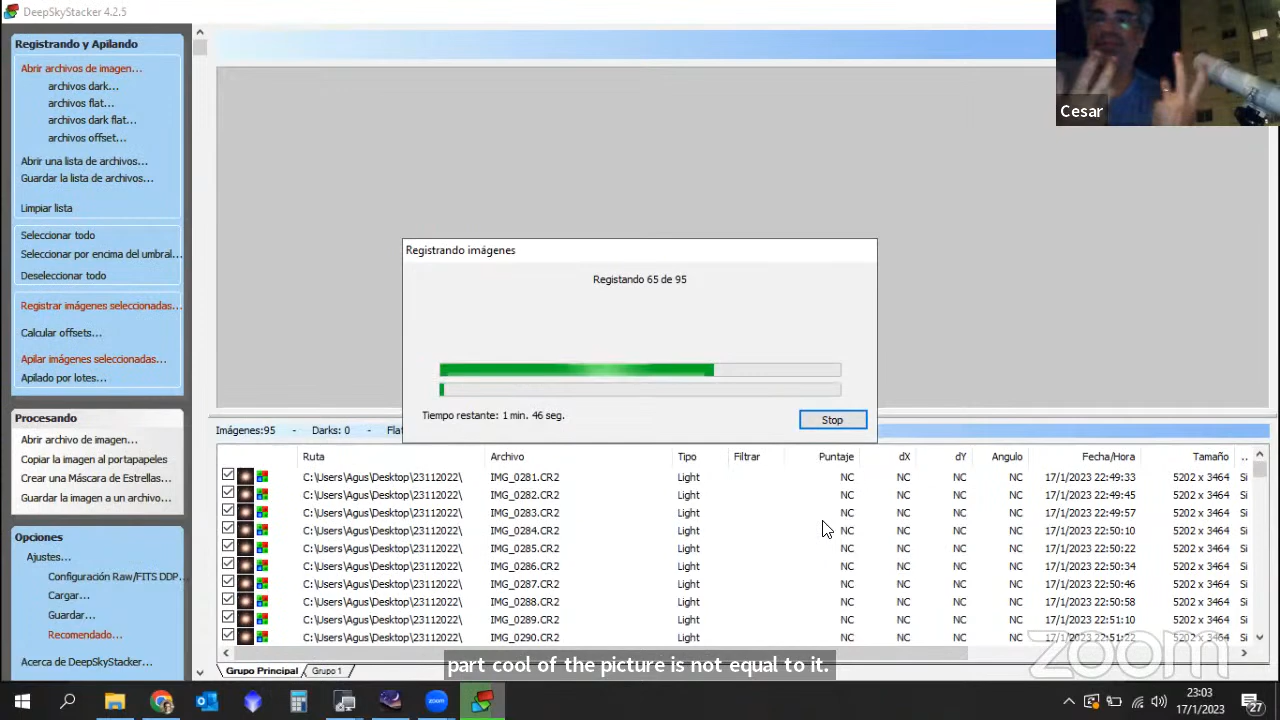 DeepSkyStacker 4.2.5
Registrando y Apilando
Abrir archivos de imagen...
archivos dark...
archivos flat...
archivos dark flat...
archivos offset...
Abrir una lista de archivos...
Guardar la lista de archivos...
Limpiar lista
Seleccionar todo
Seleccionar por encima del umbral...
Deseleccionar todo
Registrar imágenes seleccionadas...
Calcular offsets...
Apilar imágenes seleccionadas...
Apilado por lotes...
Procesando
Abrir archivo de imagen...
Copiar la imagen al portapapeles
Crear una Máscara de Estrellas...
Guardar la imagen a un archivo...
Opciones
Ajustes...
Configuración Raw/FITS DDP...
Cargar...
Guardar...
Recomendado...
Acerca de DeepSkyStacker...
Cesar
Registrando imágenes
Registando 65 de 95
Tiempo restante: 1 min. 46 seg.
Stop
Imágenes:95 - Darks: 0 - Flat
Ruta Archivo Tipo Filtrar Puntaje dX dY Angulo Fecha/Hora Tamaño ..
C:\Users\Agus\Desktop\23112022\ IMG_0281.CR2 Light NC NC NC NC 17/1/2023 22:49:33 5202 x 3464 Si
C:\Users\Agus\Desktop\23112022\ IMG_0282.CR2 Light NC NC NC NC 17/1/2023 22:49:45 5202 x 3464 Si
C:\Users\Agus\Desktop\23112022\ IMG_0283.CR2 Light NC NC NC NC 17/1/2023 22:49:57 5202 x 3464 Si
C:\Users\Agus\Desktop\23112022\ IMG_0284.CR2 Light NC NC NC NC 17/1/2023 22:50:10 5202 x 3464 Si
C:\Users\Agus\Desktop\23112022\ IMG_0285.CR2 Light NC NC NC NC 17/1/2023 22:50:22 5202 x 3464 Si
C:\Users\Agus\Desktop\23112022\ IMG_0286.CR2 Light NC NC NC NC 17/1/2023 22:50:34 5202 x 3464 Si
C:\Users\Agus\Desktop\23112022\ IMG_0287.CR2 Light NC NC NC NC 17/1/2023 22:50:46 5202 x 3464 Si
C:\Users\Agus\Desktop\23112022\ IMG_0288.CR2 Light NC NC NC NC 17/1/2023 22:50:58 5202 x 3464 Si
C:\Users\Agus\Desktop\23112022\ IMG_0289.CR2 Light NC NC NC NC 17/1/2023 22:51:10 5202 x 3464 Si
C:\Users\Agus\Desktop\23112022\ IMG_0290.CR2 Light NC NC NC NC 17/1/2023 22:51:22 5202 x 3464 Si
Grupo Principal Grupo 1
part cool of the picture is not equal to it.
zoom
zoom
23:03
17/1/2023
27